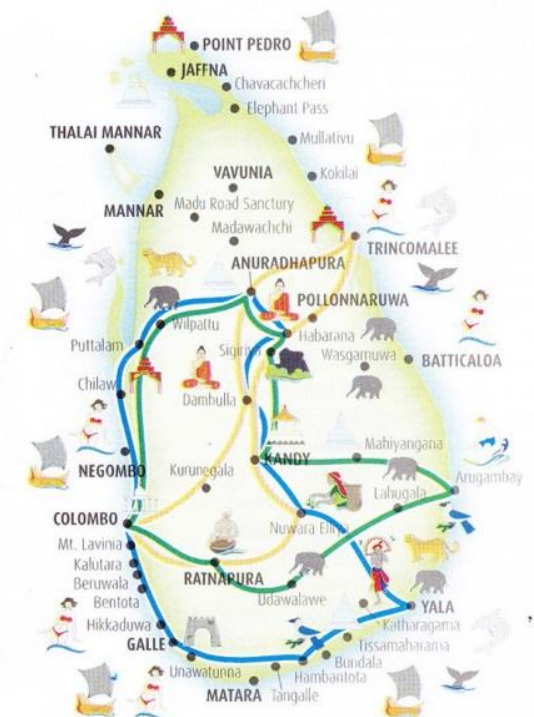 POINT PEDRO
JAFFNA
Chavacachcheri
Elephant Pass
THALAI MANNAR
Mullativu
VAVUNIA
Kokilai
MANNAR
Madu Road Sanctury
Madawachchi
TRINCOMALEE
ANURADHAPURA
POLLONNARUWA
Wilpattu
Habarana
Puttalam
Sigiriya
Wasgamuwa
BATTICALOA
Chilaw
Dambulla
Mahiyangana
NEGOMBO
KANDY
Kurunegala
Arugambay
Lahugala
COLOMBO
Nuwara Eliya
Mt. Lavinia
Kalutara
RATNAPURA
Beruwala
Udawalawe
Bentota
YALA
Katharagama
Hikkaduwa
Tissamaharama
GALLE
Bundala
Unawatunna
Hambantota
MATARA
Tangalle